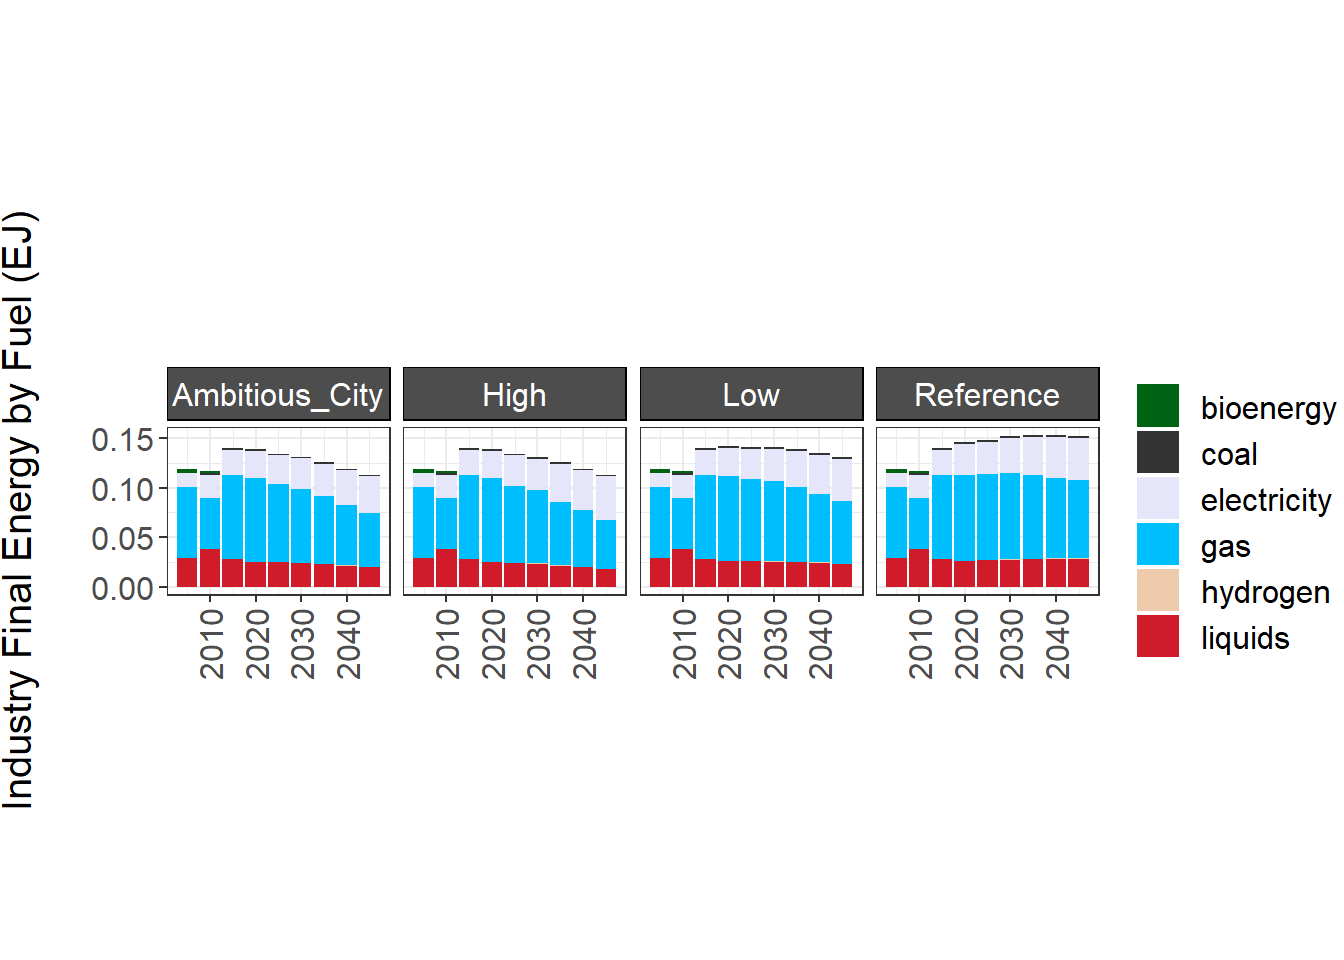 Industry Final Energy by Fuel (EJ)
Ambitious_City
High
Low
Reference
0.15
0.10
0.05
0.00
2010 2020 2030 2040
2010 2020 2030 2040
2010 2020 2030 2040
2010 2020 2030 2040
bioenergy
coal
electricity
gas
hydrogen
liquids